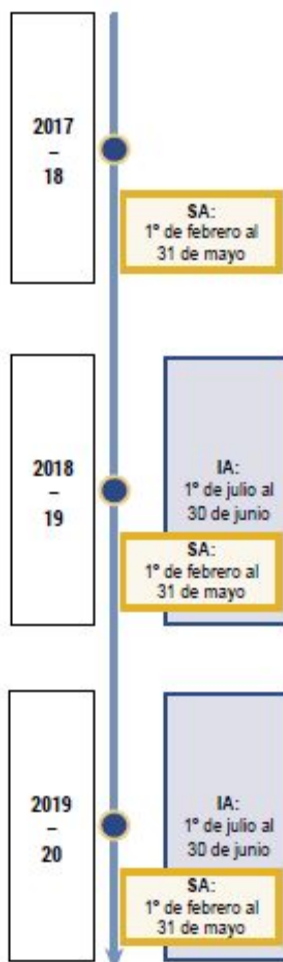 2017
–
18
SA:
1º de febrero al
31 de mayo
2018
–
19
IA:
1º de julio al
30 de junio
SA:
1º de febrero al
31 de mayo
2019
–
20
IA:
1º de julio al
30 de junio
SA:
1º de febrero al
31 de mayo